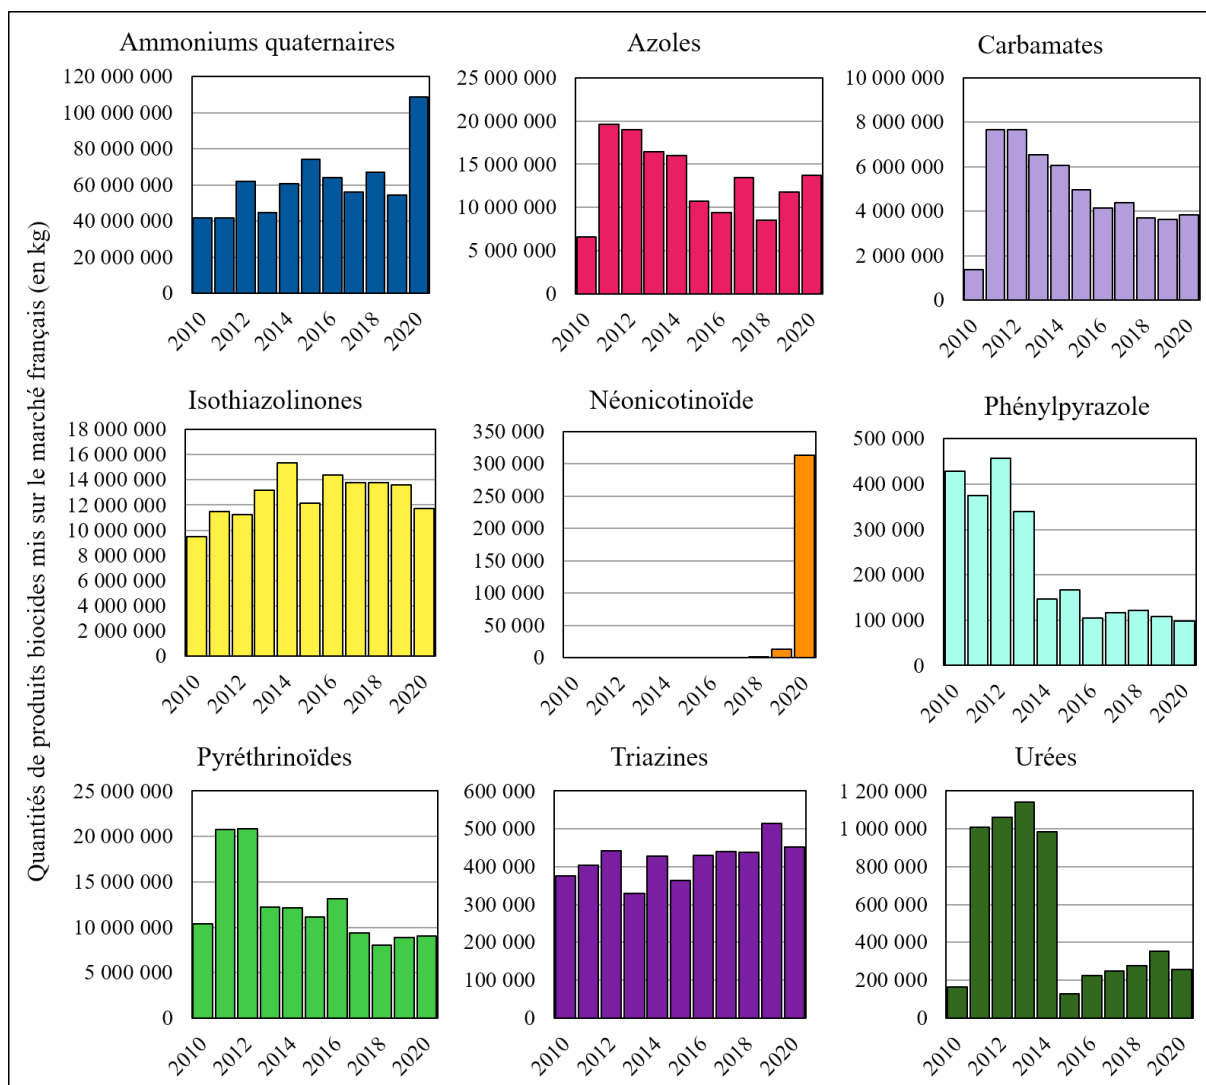 Quantités de produits biocides mis sur le marché français (en kg)
Ammoniums quaternaires
120 000 000
100 000 000
80 000 000
60 000 000
40 000 000
20 000 000
0
2010
2012
2014
2016
2018
2020
Azoles
25 000 000
20 000 000
15 000 000
10 000 000
5 000 000
0
2010
2012
2014
2016
2018
2020
Carbamates
10 000 000
8 000 000
6 000 000
4 000 000
2 000 000
0
2010
2012
2014
2016
2018
2020
Isothiazolinones
18 000 000
16 000 000
14 000 000
12 000 000
10 000 000
8 000 000
6 000 000
4 000 000
2 000 000
0
2010
2012
2014
2016
2018
2020
Néonicotinoïde
350 000
300 000
250 000
200 000
150 000
100 000
50 000
0
2010
2012
2014
2016
2018
2020
Phénylpyrazole
500 000
400 000
300 000
200 000
100 000
0
2010
2012
2014
2016
2018
2020
Pyréthrinoïdes
25 000 000
20 000 000
15 000 000
10 000 000
5 000 000
0
2010
2012
2014
2016
2018
2020
Triazines
600 000
500 000
400 000
300 000
200 000
100 000
0
2010
2012
2014
2016
2018
2020
Urées
1 200 000
1 000 000
800 000
600 000
400 000
200 000
0
2010
2012
2014
2016
2018
2020